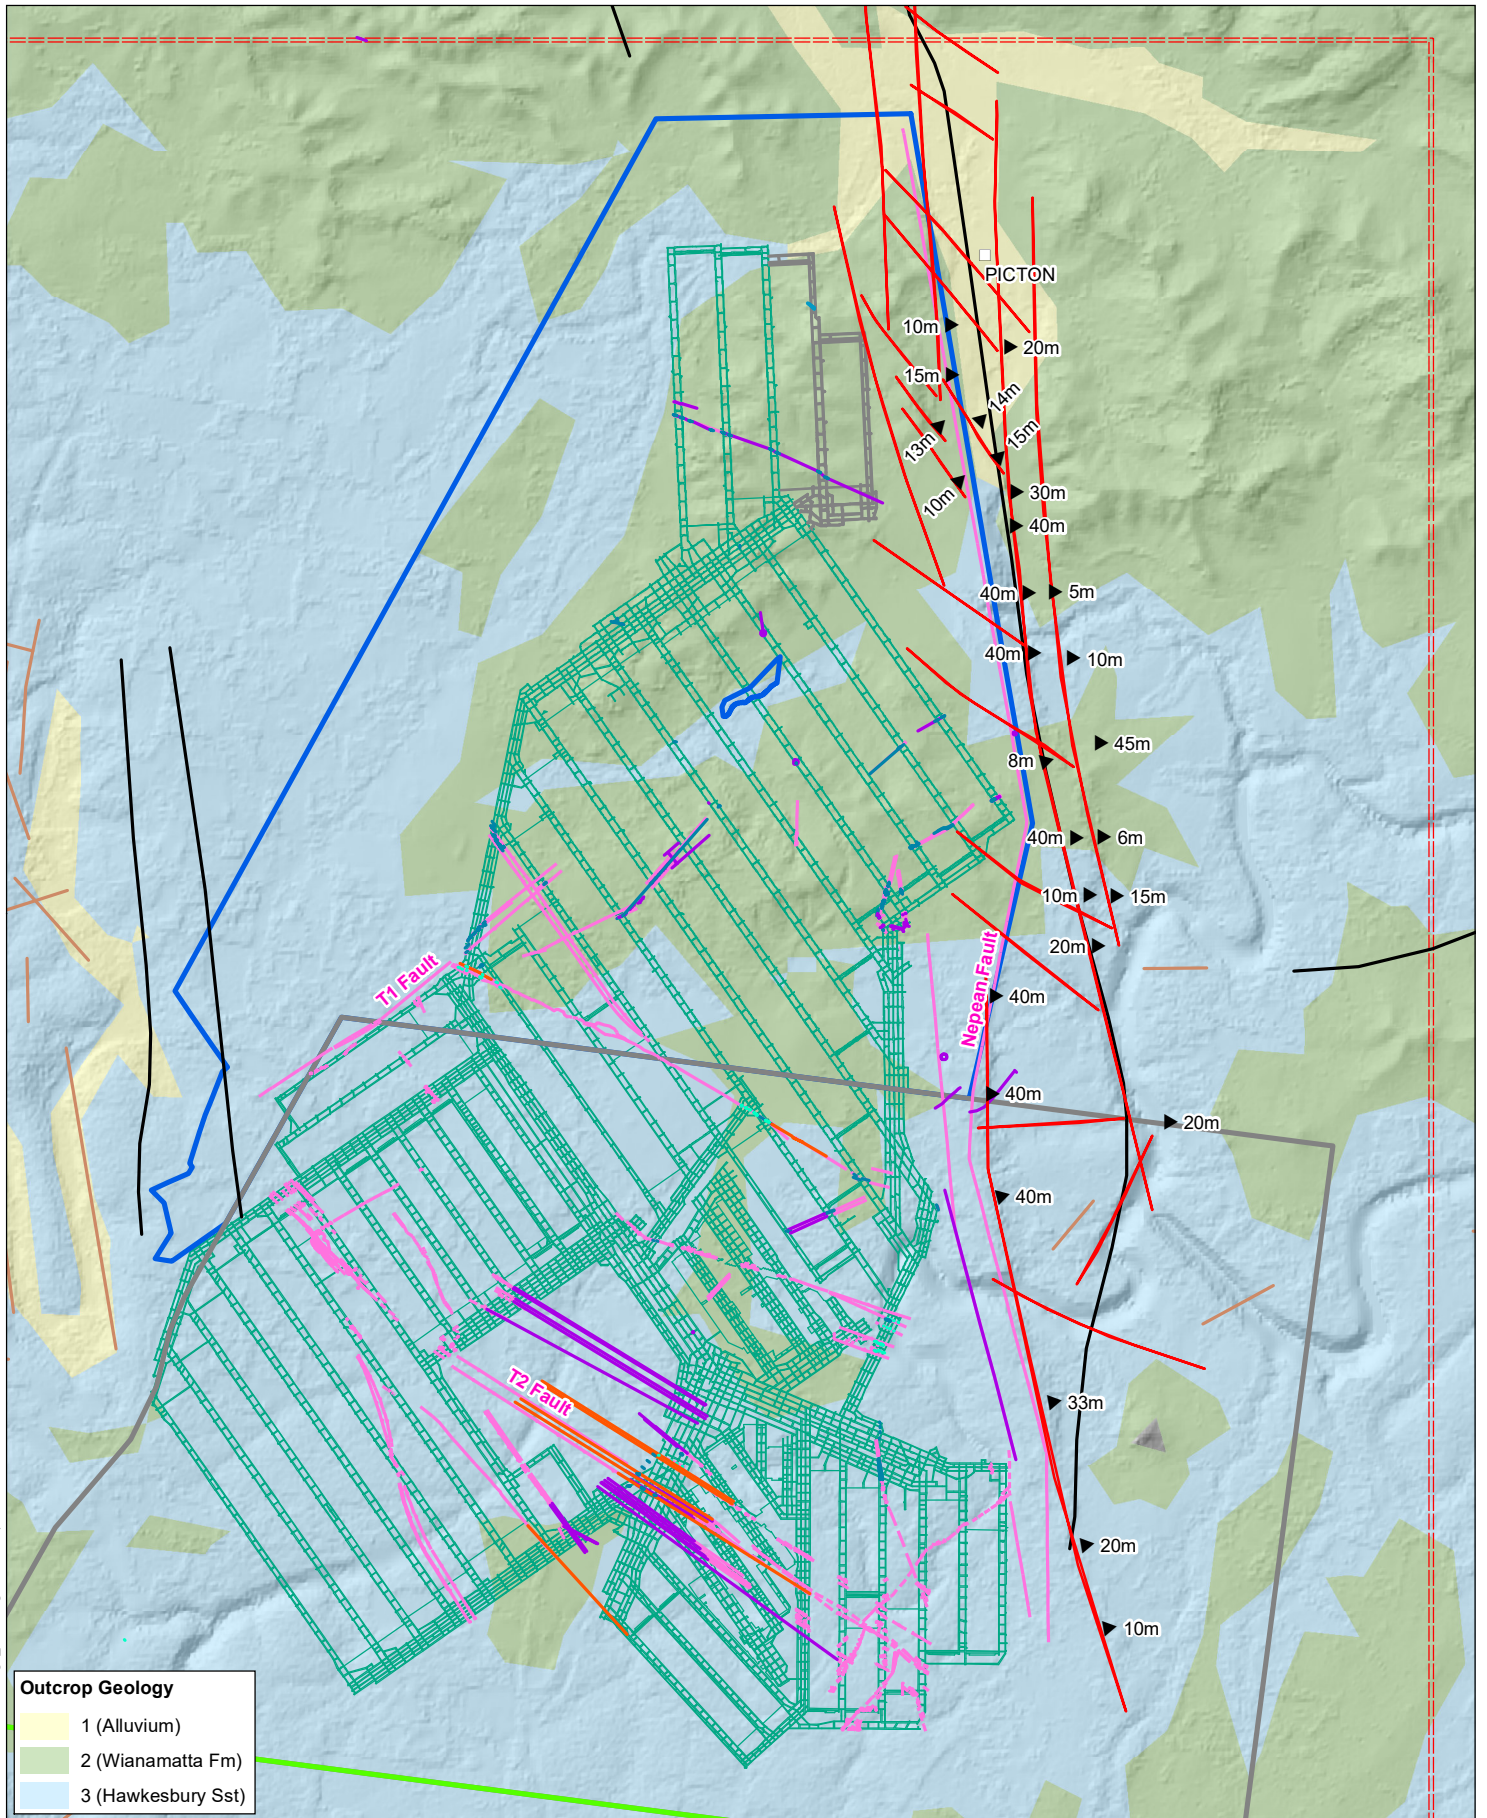 PICTON
10m
20m
15m
14m
13m
15m
10m
30m
40m
40m
5m
40m
10m
45m
8m
40m
6m
10m
15m
20m
T1 Fault
Nepean Fault
40m
40m
20m
40m
T2 Fault
33m
20m
10m
Outcrop Geology
1 (Alluvium)
2 (Wianamatta Fm)
3 (Hawkesbury Sst)